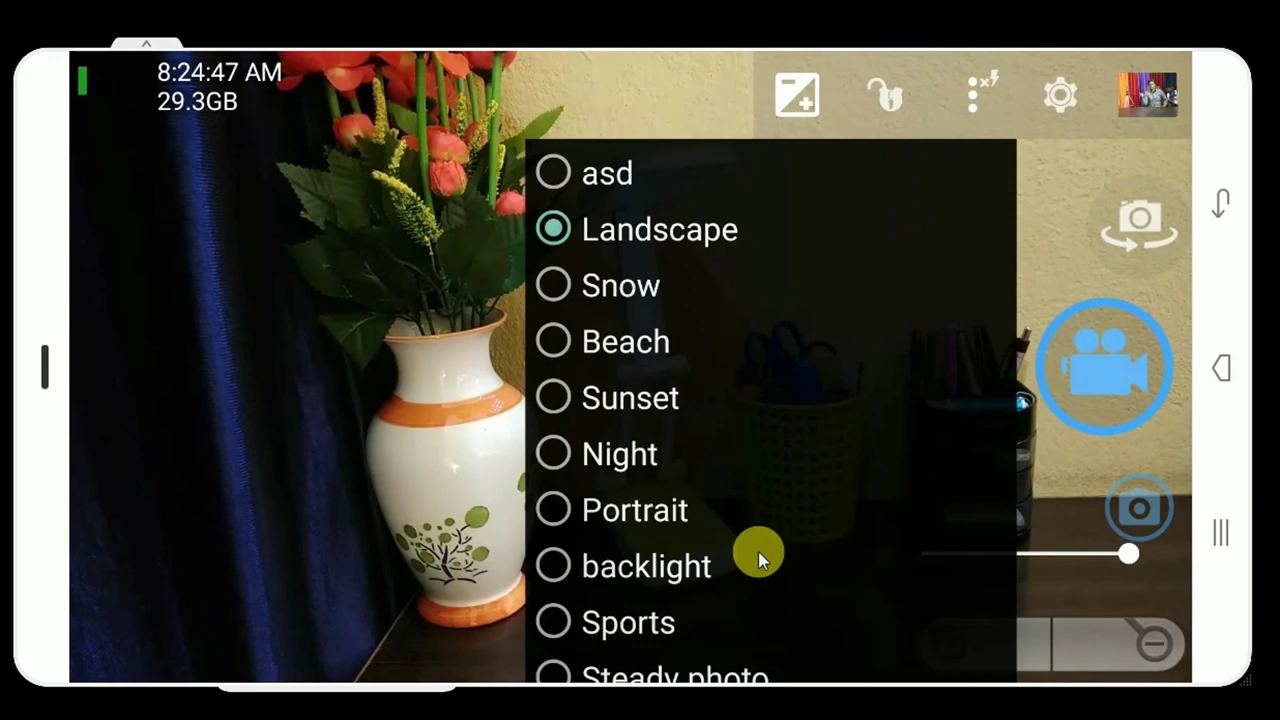 8:24:47 AM
29.3GB
asd
Landscape
Snow
Beach
Sunset
Night
Portrait
backlight
Sports
Steady photo